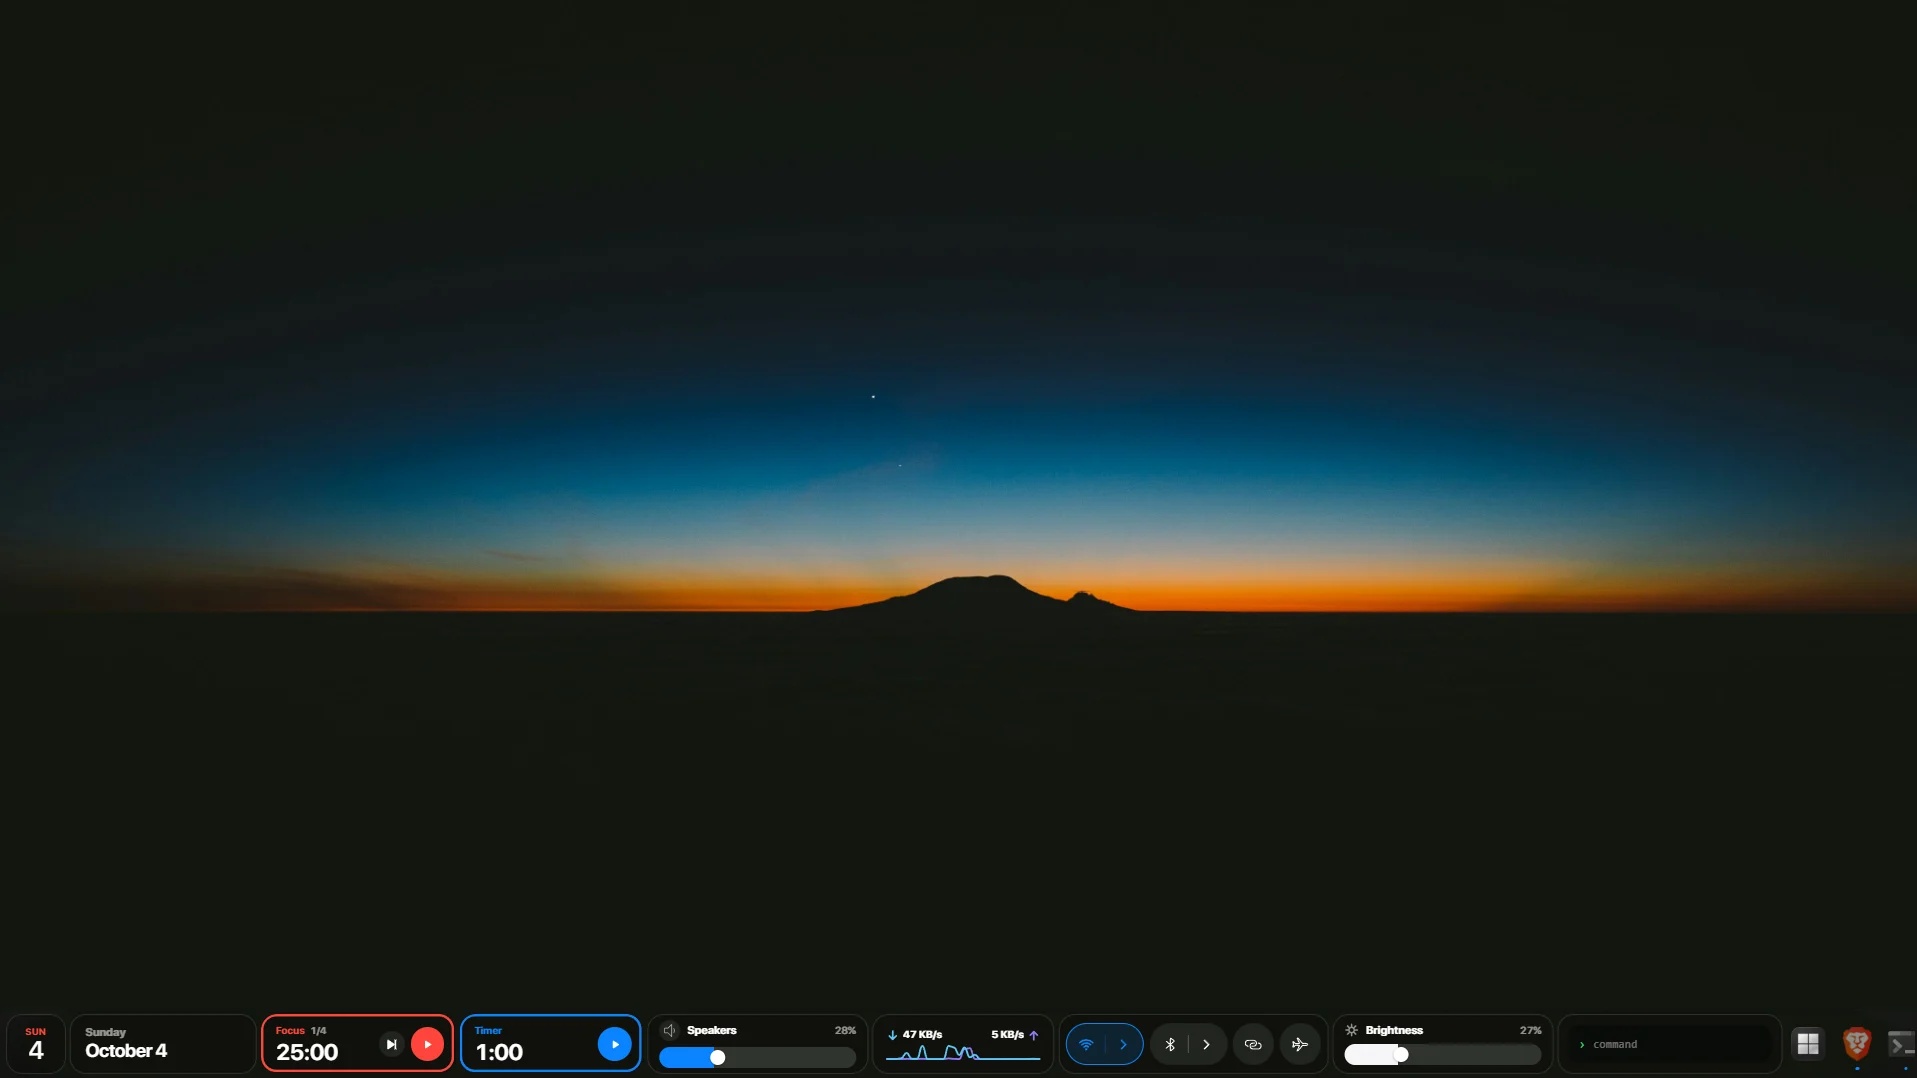 SUN
4
Sunday
October 4
Focus 1/4
25:00
Timer
1:00
Speakers 28%
47 KB/s 5 KB/s
Brightness 27%
command